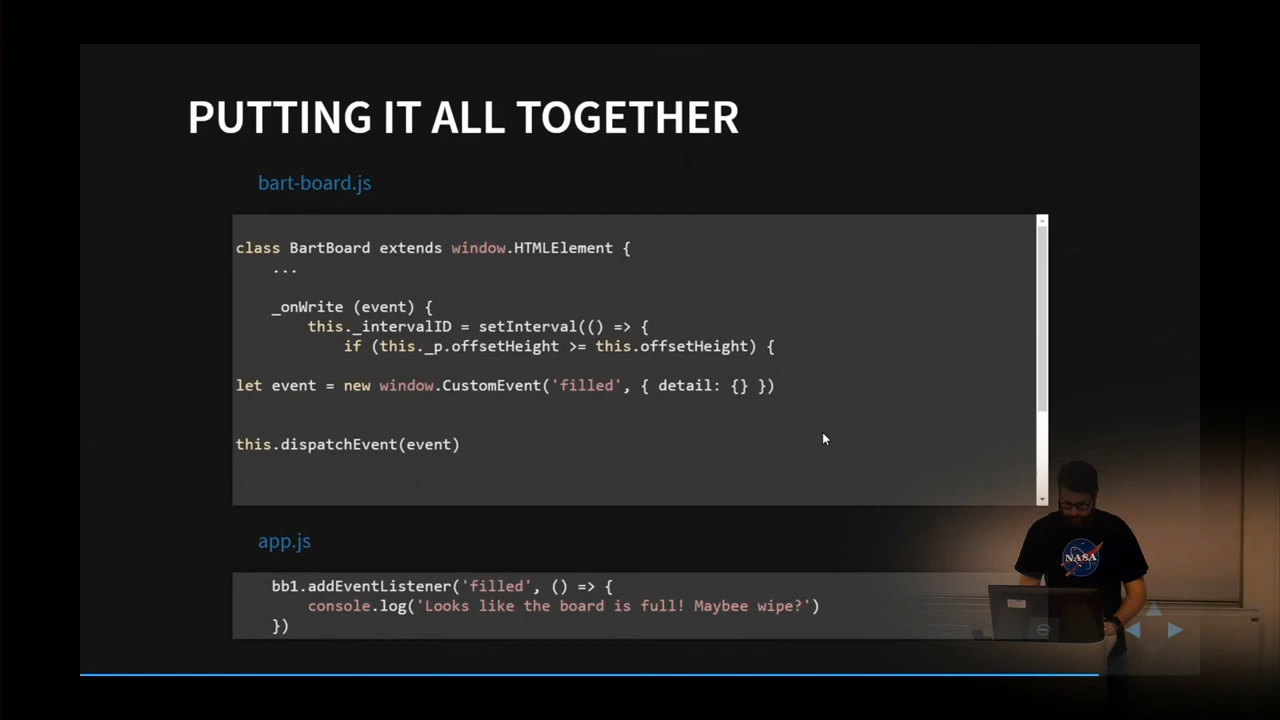 PUTTING IT ALL TOGETHER
bart-board.js
class BartBoard extends window.HTMLElement {
...
_onWrite (event) {
this._intervalID = setInterval(() => {
if (this._p.offsetHeight >= this.offsetHeight) {
let event = new window.CustomEvent('filled', { detail: {} })
this.dispatchEvent(event)
app.js
bb1.addEventListener('filled', () => {
console.log('Looks like the board is full! Maybee wipe?')
})
NASA